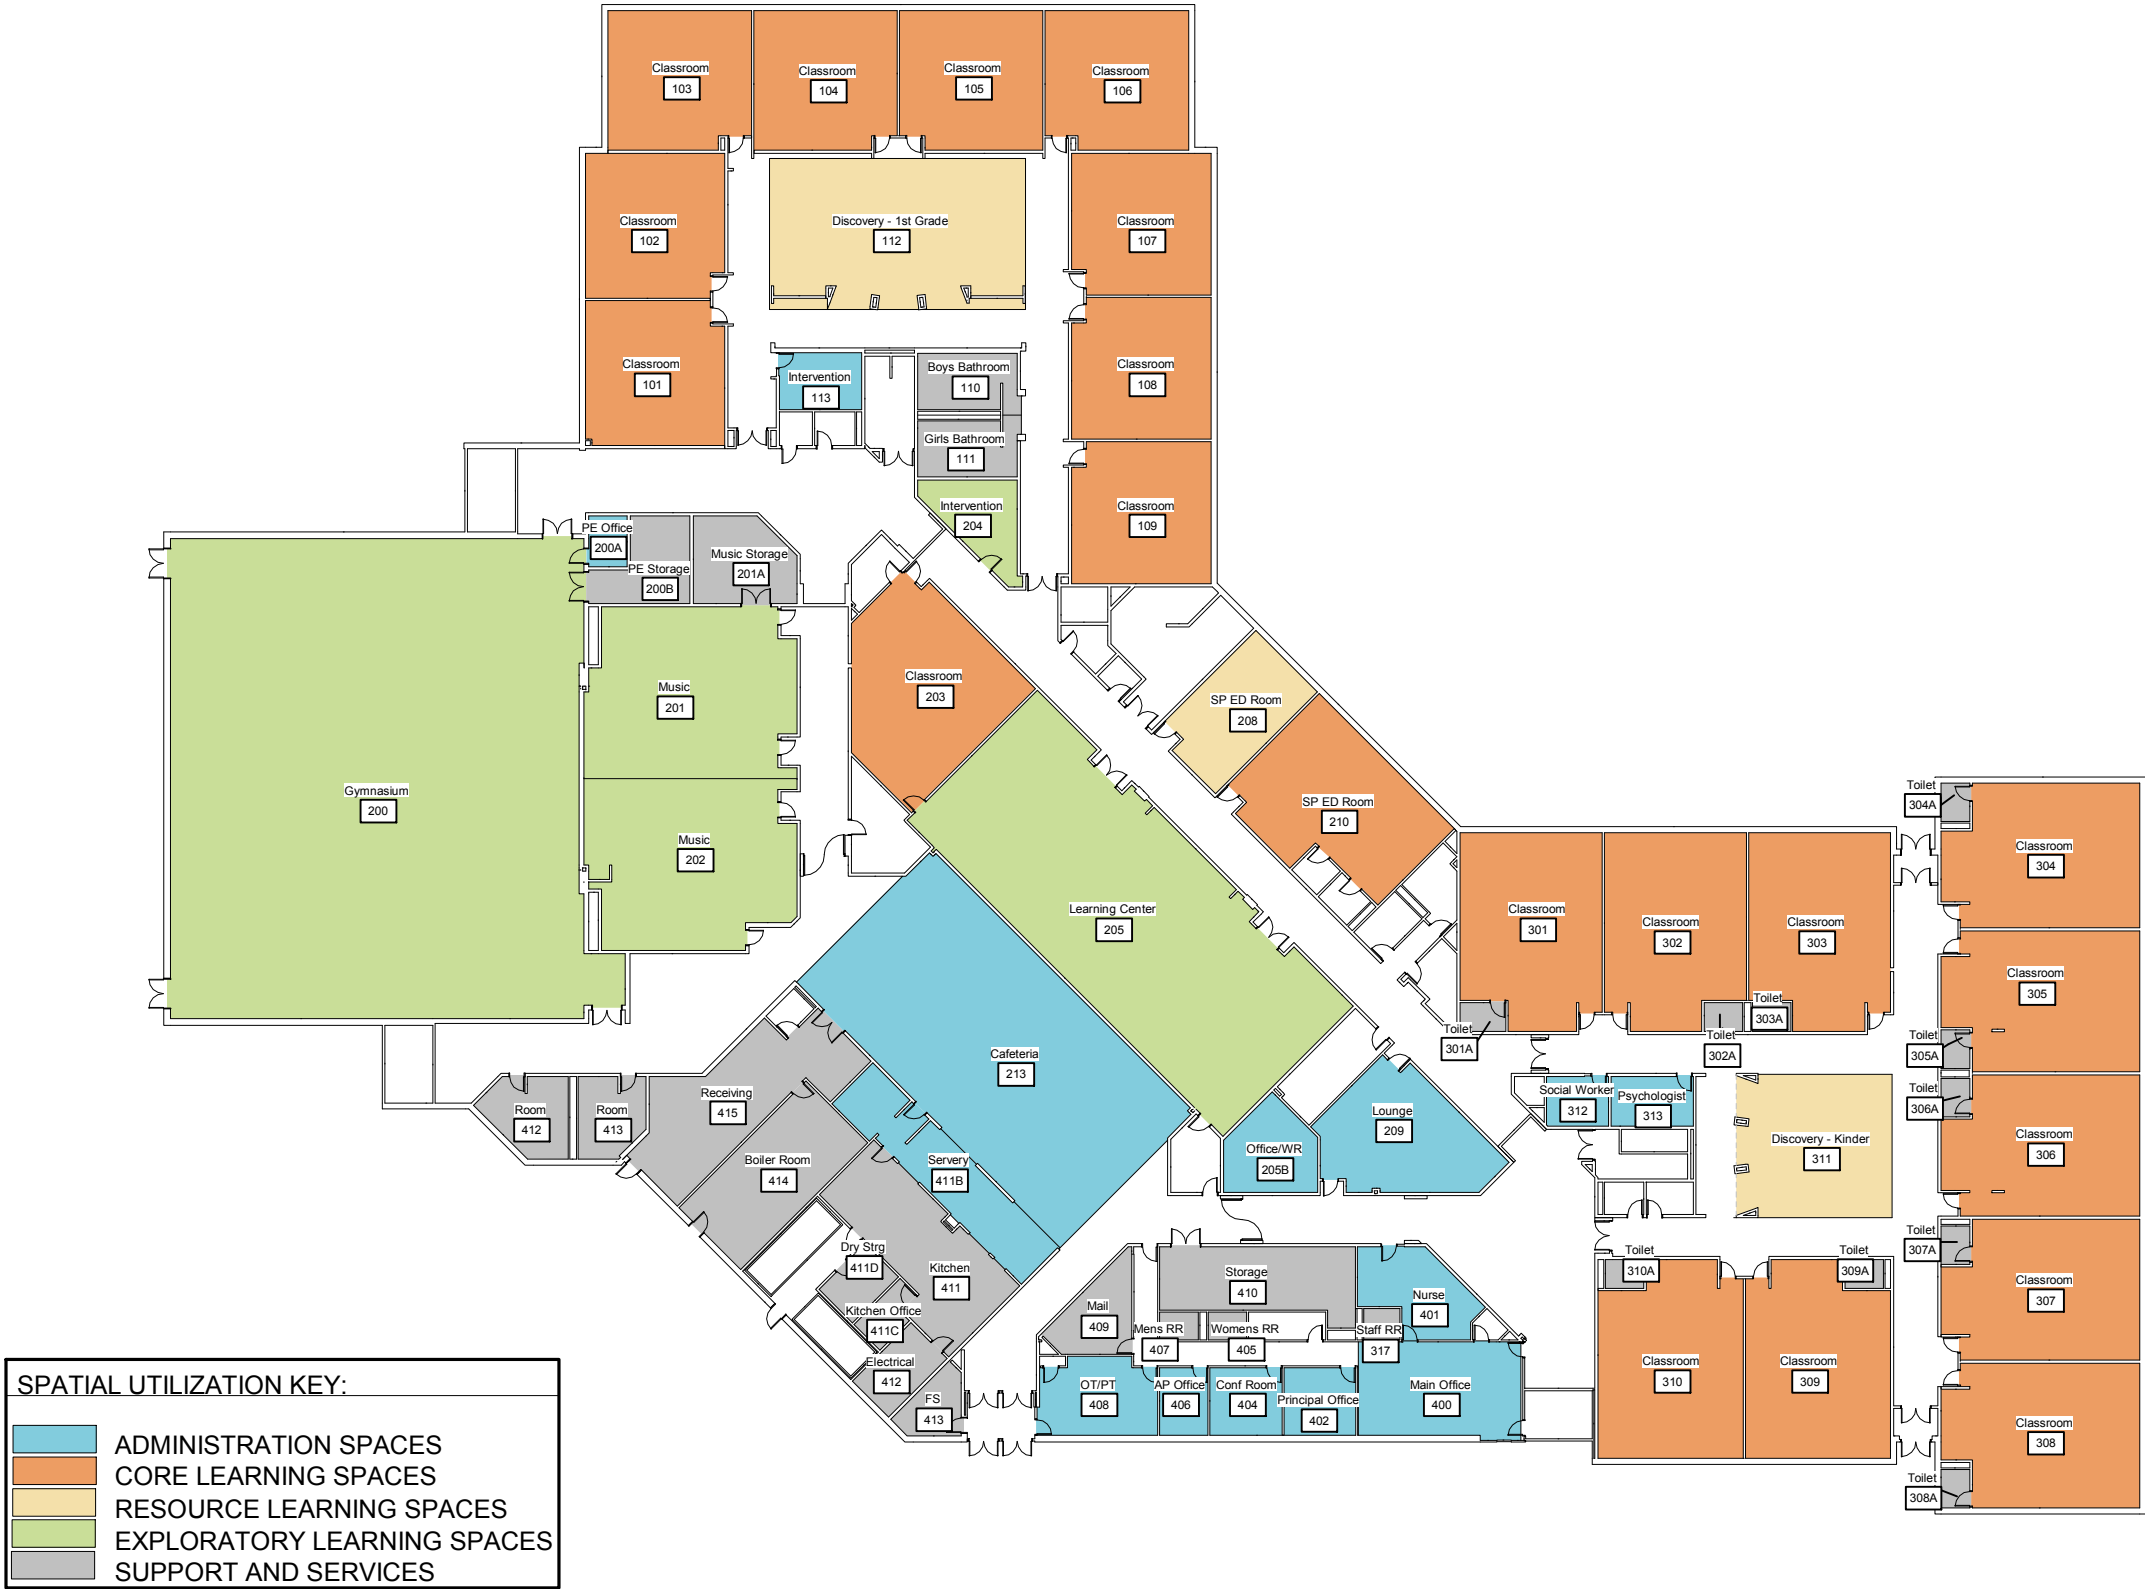 Classroom
103
Classroom
104
Classroom
105
Classroom
106
Classroom
102
Discovery - 1st Grade
112
Classroom
107
Classroom
101
Intervention
113
Boys Bathroom
110
Classroom
108
Girls Bathroom
111
Intervention
204
Classroom
109
PE Office
200A
PE Storage
200B
Music Storage
201A
Classroom
203
Music
201
SP ED Room
208
Gymnasium
200
SP ED Room
210
Music
202
Learning Center
205
Classroom
301
Classroom
302
Classroom
303
Toilet
304A
Classroom
304
Classroom
305
Toilet
301A
Toilet
302A
Toilet
303A
Toilet
305A
Cafeteria
213
Room
412
Room
413
Receiving
415
Boiler Room
414
Servery
411B
Office/WR
205B
Lounge
209
Social Worker
312
Psychologist
313
Discovery - Kinder
311
Toilet
306A
Classroom
306
Dry Strg
411D
Kitchen
411
Kitchen Office
411C
Electrical
412
FS
413
Storage
410
Mail
409
Mens RR
407
Womens RR
405
Staff RR
317
Nurse
401
OT/PT
408
AP Office
406
Conf Room
404
Principal Office
402
Main Office
400
Toilet
310A
Toilet
309A
Toilet
307A
Classroom
307
Classroom
310
Classroom
309
Classroom
308
Toilet
308A
SPATIAL UTILIZATION KEY:
ADMINISTRATION SPACES
CORE LEARNING SPACES
RESOURCE LEARNING SPACES
EXPLORATORY LEARNING SPACES
SUPPORT AND SERVICES